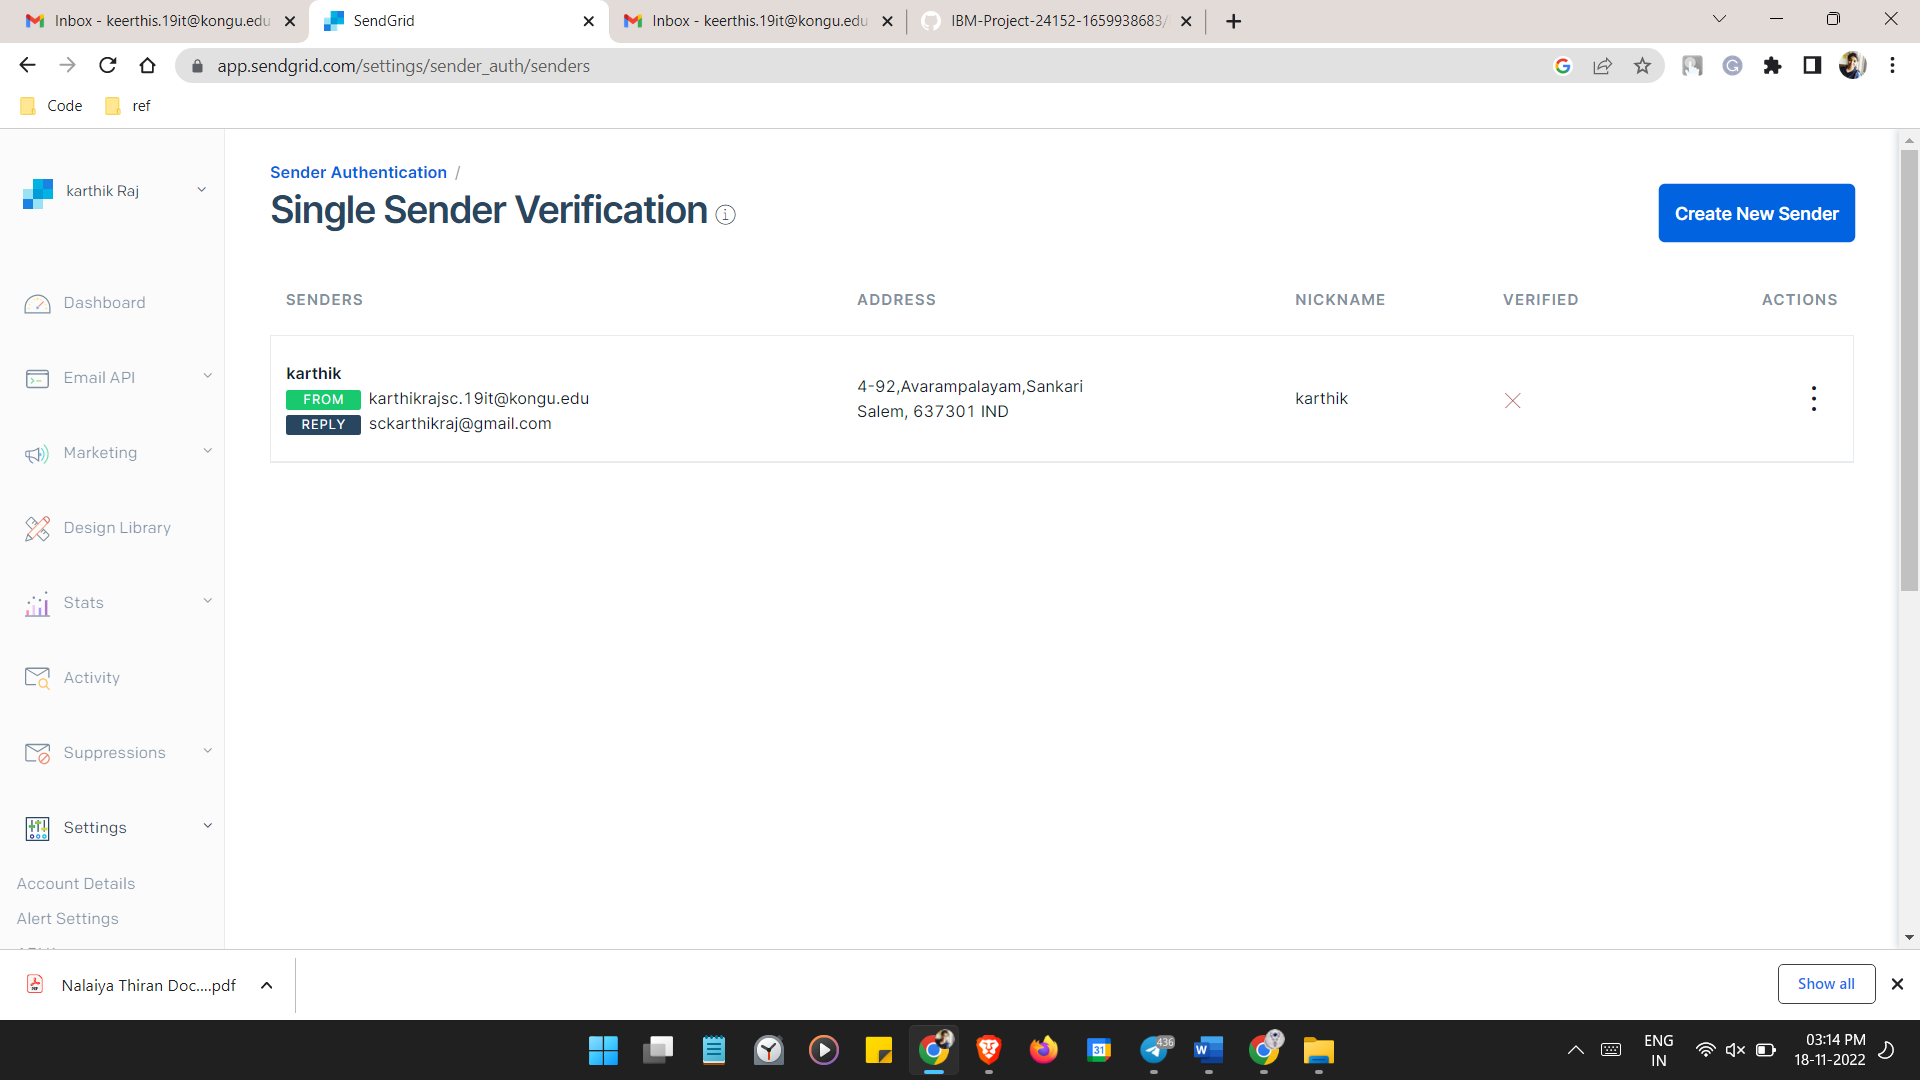 Inbox - keerthis.19it@kongu.edu
SendGrid
Inbox - keerthis.19it@kongu.edu
IBM-Project-24152-1659938683/
app.sendgrid.com/settings/sender_auth/senders
Code
ref
karthik Raj
Dashboard
Email API
Marketing
Design Library
Stats
Activity
Suppressions
Settings
Account Details
Alert Settings
Sender Authentication /
Single Sender Verification
Create New Sender
SENDERS ADDRESS NICKNAME VERIFIED ACTIONS
karthik
FROM karthikrajsc.19it@kongu.edu
REPLY sckarthikraj@gmail.com
4-92,Avarampalayam,Sankari
Salem, 637301 IND
karthik
Nalaiya Thiran Doc....pdf
Show all
31
436
ENG
IN
03:14 PM
18-11-2022